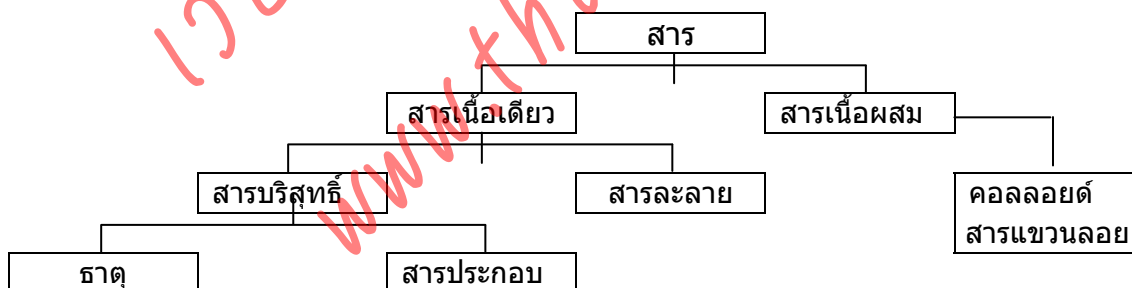 สาร
สารเนื้อเดียว
สารเนื้อผสม
สารบริสุทธิ์
สารละลาย
คอลลอยด์
สารแขวนลอย
ธาตุ
สารประกอบ